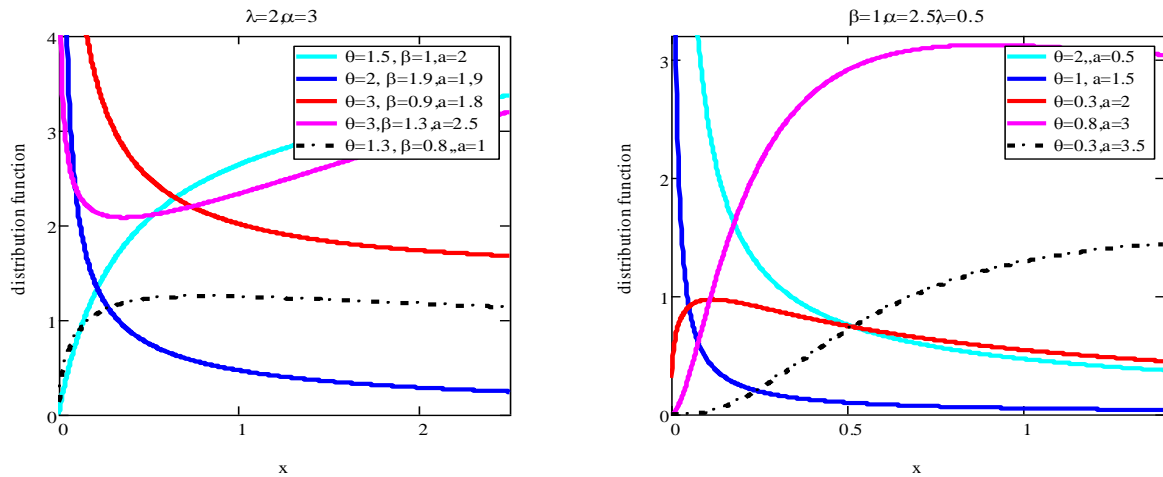 λ=2,α=3
distribution function
4
3
2
1
0
0
1
2
x
θ=1.5, β=1,a=2
θ=2, β=1.9,a=1,9
θ=3, β=0.9,a=1.8
θ=3,β=1.3,a=2.5
θ=1.3, β=0.8,,a=1
β=1,α=2.5,λ=0.5
distribution function
3
2
1
0
0
0.5
1
x
θ=2,,a=0.5
θ=1, a=1.5
θ=0.3,a=2
θ=0.8,a=3
θ=0.3,a=3.5